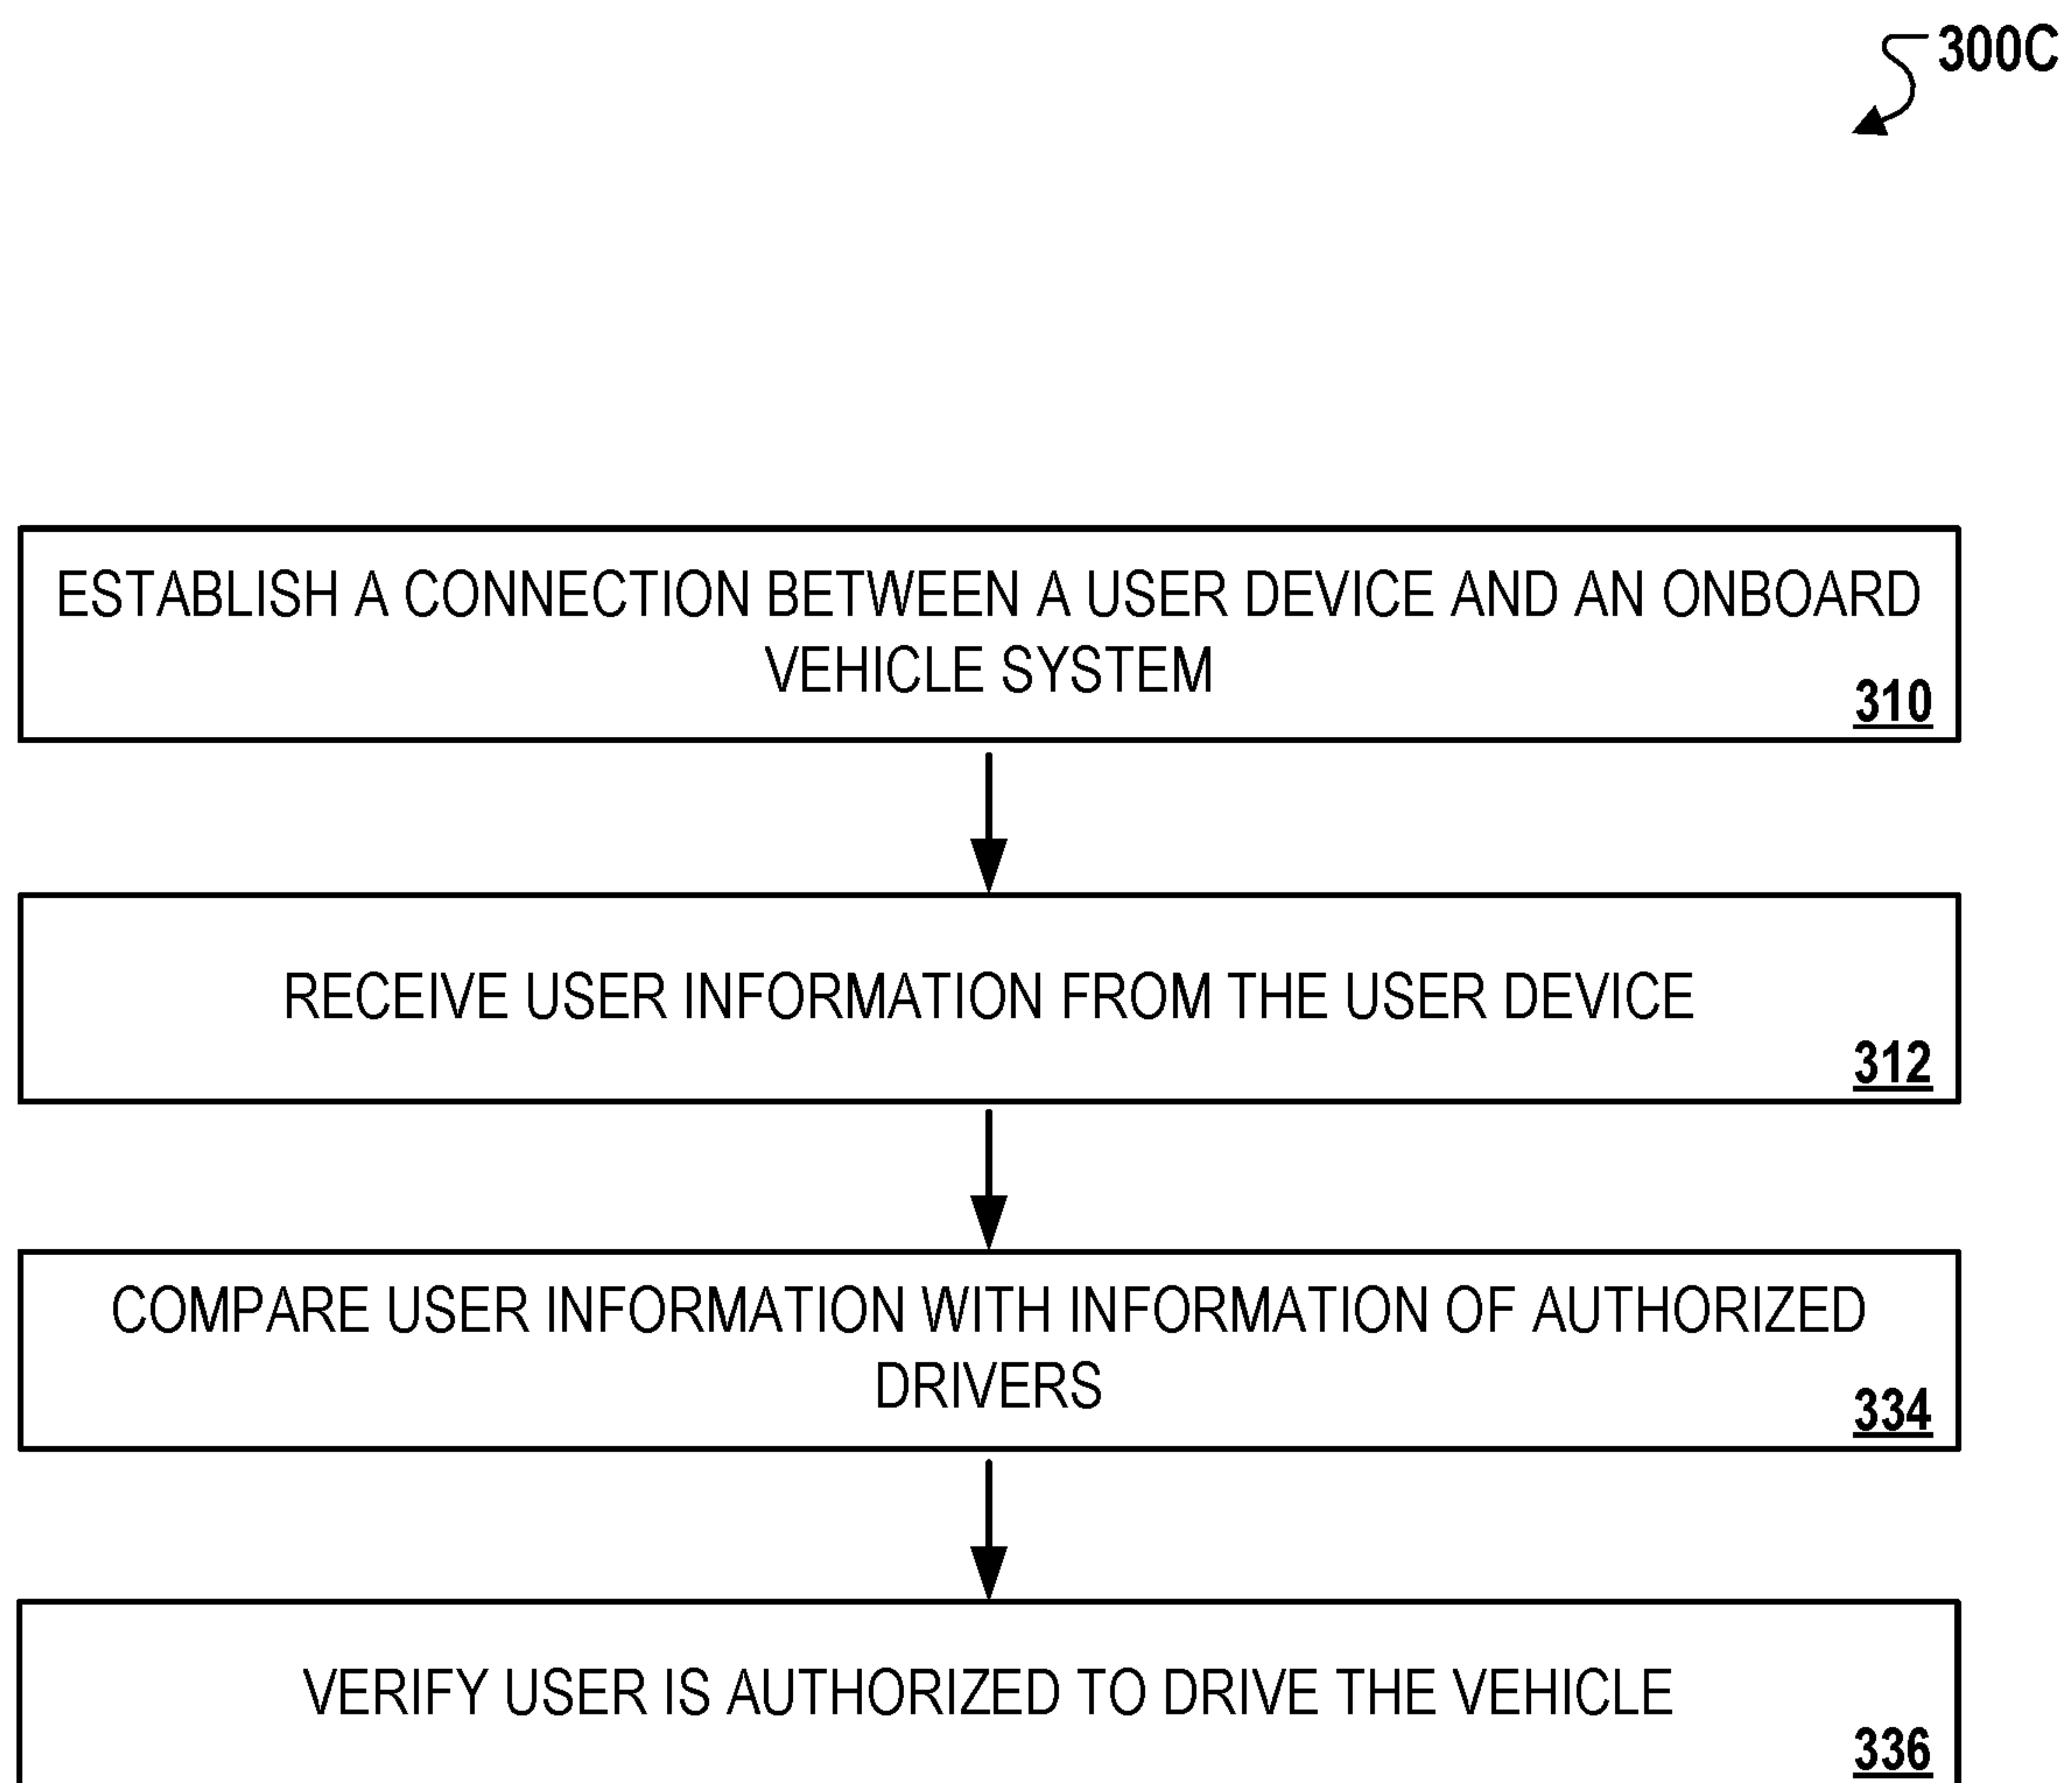 300C
ESTABLISH A CONNECTION BETWEEN A USER DEVICE AND AN ONBOARD
VEHICLE SYSTEM
310
RECEIVE USER INFORMATION FROM THE USER DEVICE
312
COMPARE USER INFORMATION WITH INFORMATION OF AUTHORIZED
DRIVERS
334
VERIFY USER IS AUTHORIZED TO DRIVE THE VEHICLE
336